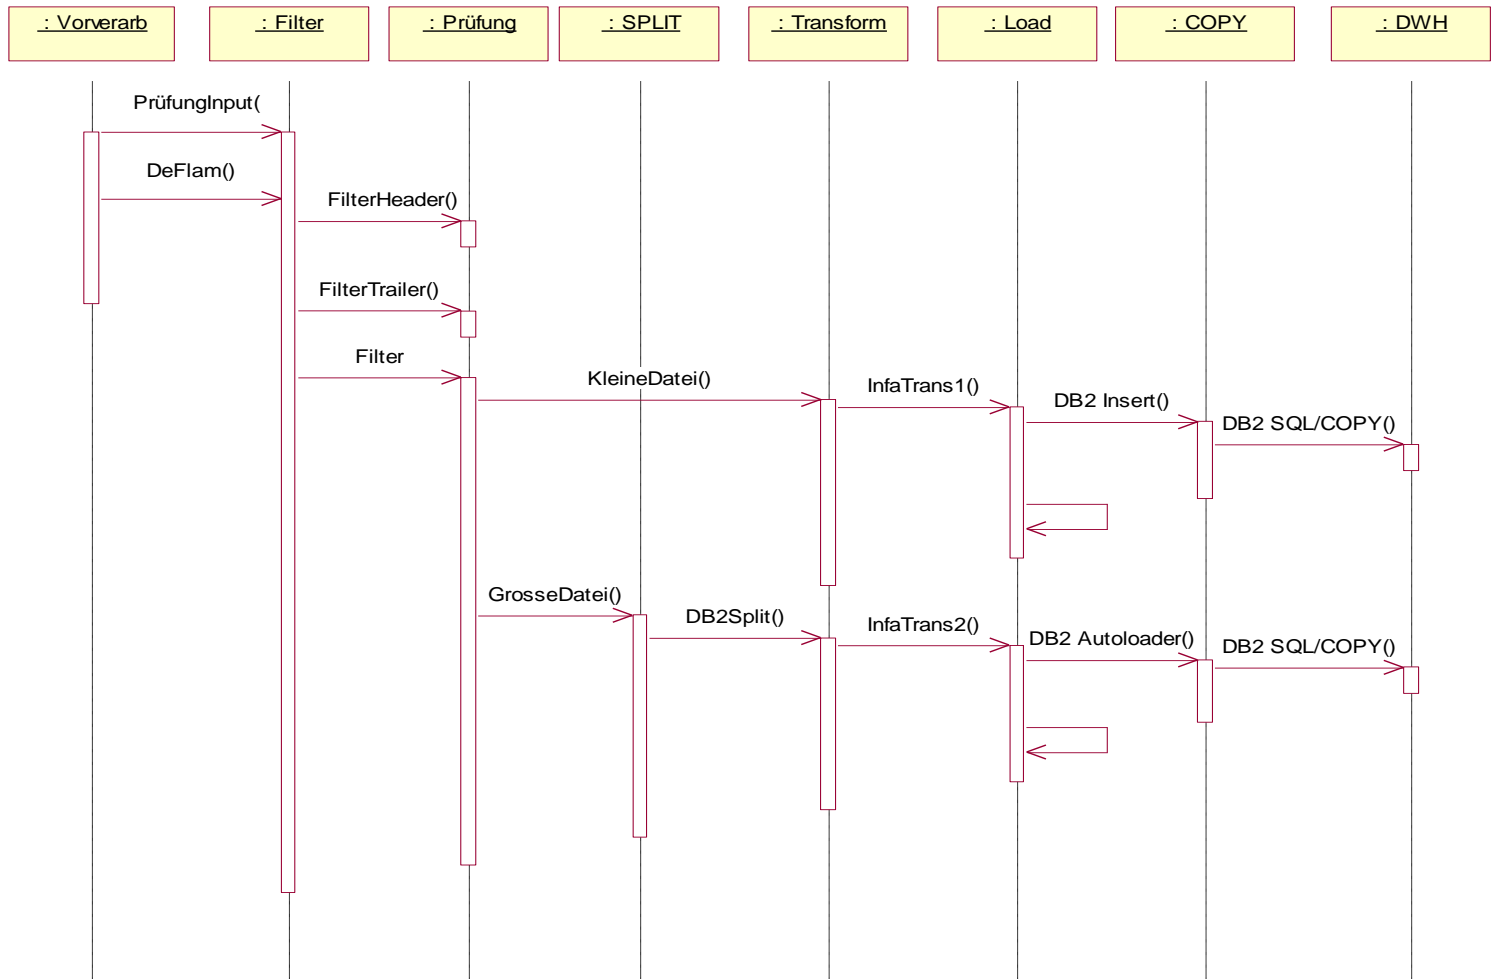 : Vorverarb
: Filter
: Prüfung
: SPLIT
: Transform
: Load
: COPY
: DWH
PrüfungInput(
DeFlam()
FilterHeader()
FilterTrailer()
Filter
KleineDatei()
InfaTrans1()
DB2 Insert()
DB2 SQL/COPY()
GrosseDatei()
DB2Split()
InfaTrans2()
DB2 Autoloader()
DB2 SQL/COPY()